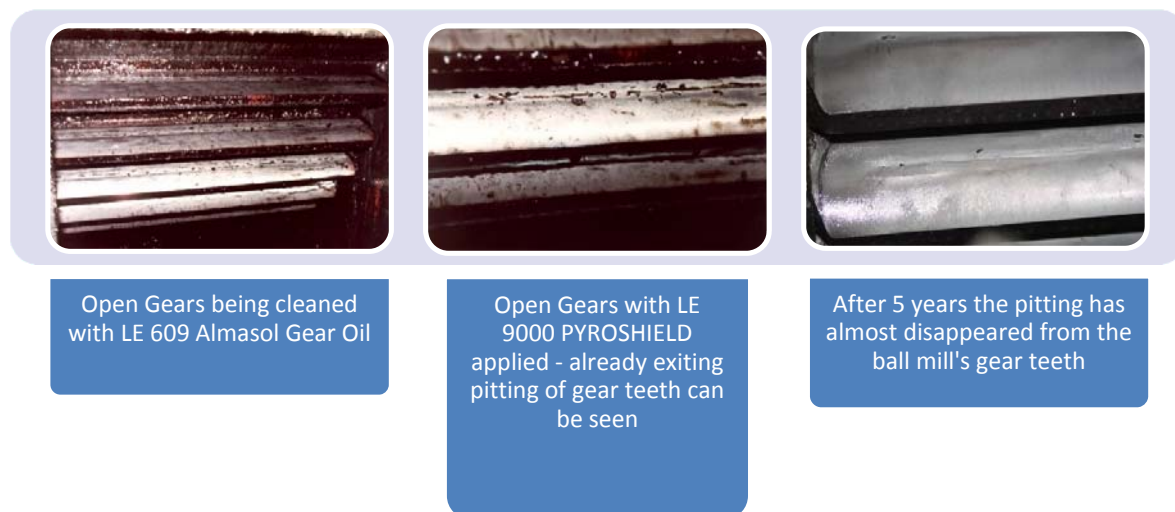 Open Gears being cleaned
with LE 609 Almasol Gear Oil
Open Gears with LE
9000 PYROSHIELD
applied - already exiting
pitting of gear teeth can
be seen
After 5 years the pitting has
almost disappeared from the
ball mill's gear teeth